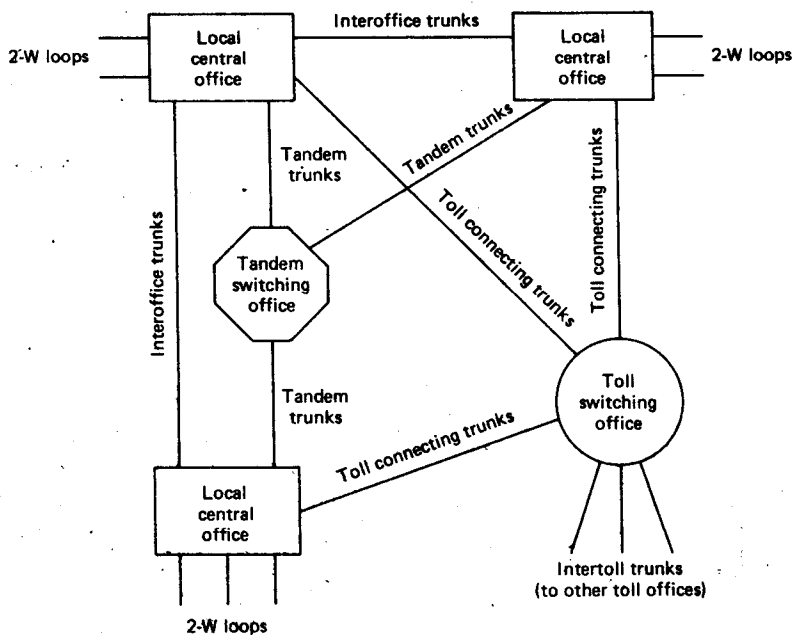 Interoffice trunks
2-W loops
Local
central
office
Local
central
office
2-W loops
Tandem
trunks
Tandem trunks
Toll connecting trunks
Toll connecting trunks
Interoffice trunks
Tandem
switching
office
Tandem
trunks
Toll
switching
office
Toll connecting trunks
Local
central
office
Intertoll trunks
(to other toll offices)
2-W loops